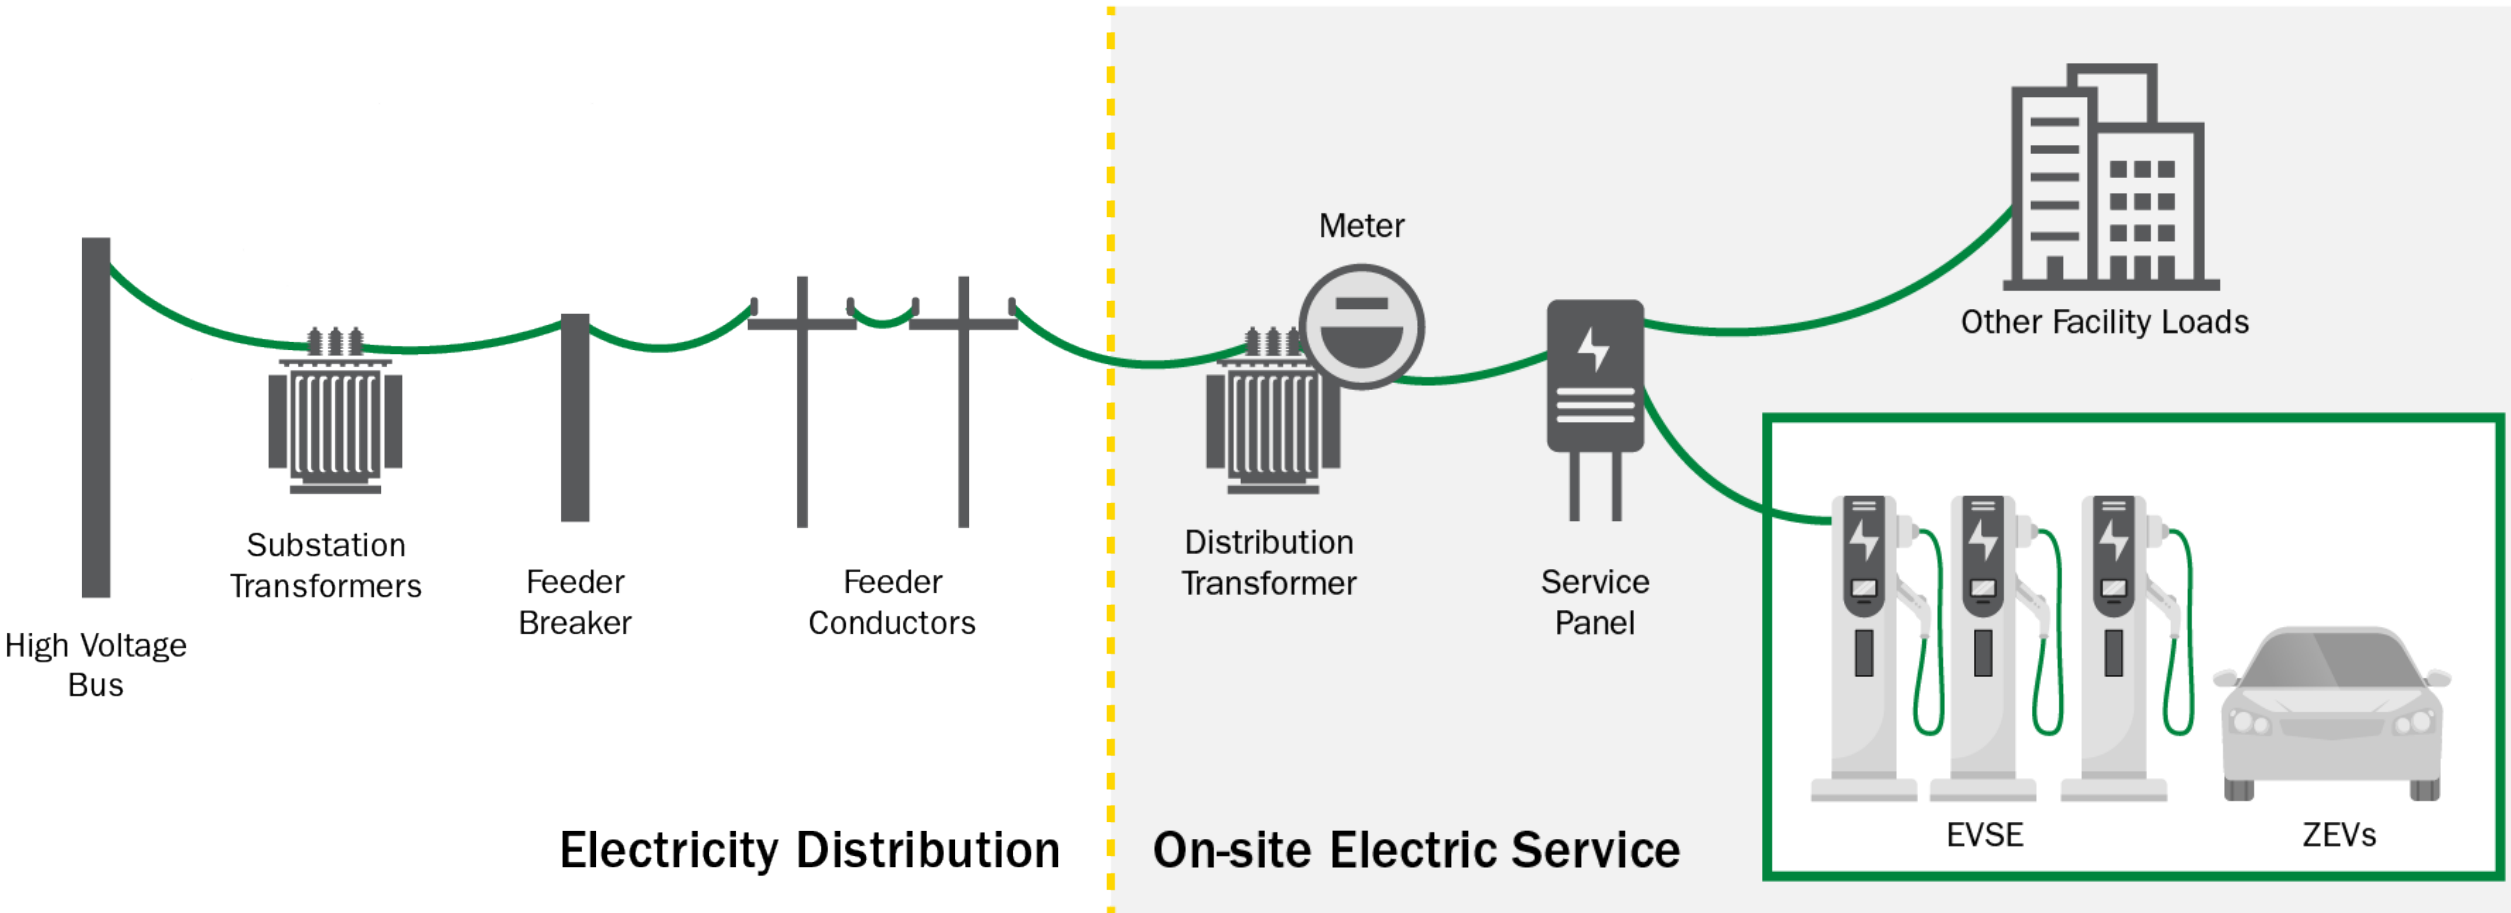 High Voltage
Bus
Substation
Transformers
Feeder
Breaker
Feeder
Conductors
Electricity Distribution
Meter
Distribution
Transformer
Service
Panel
Other Facility Loads
EVSE
ZEVs
On-site Electric Service